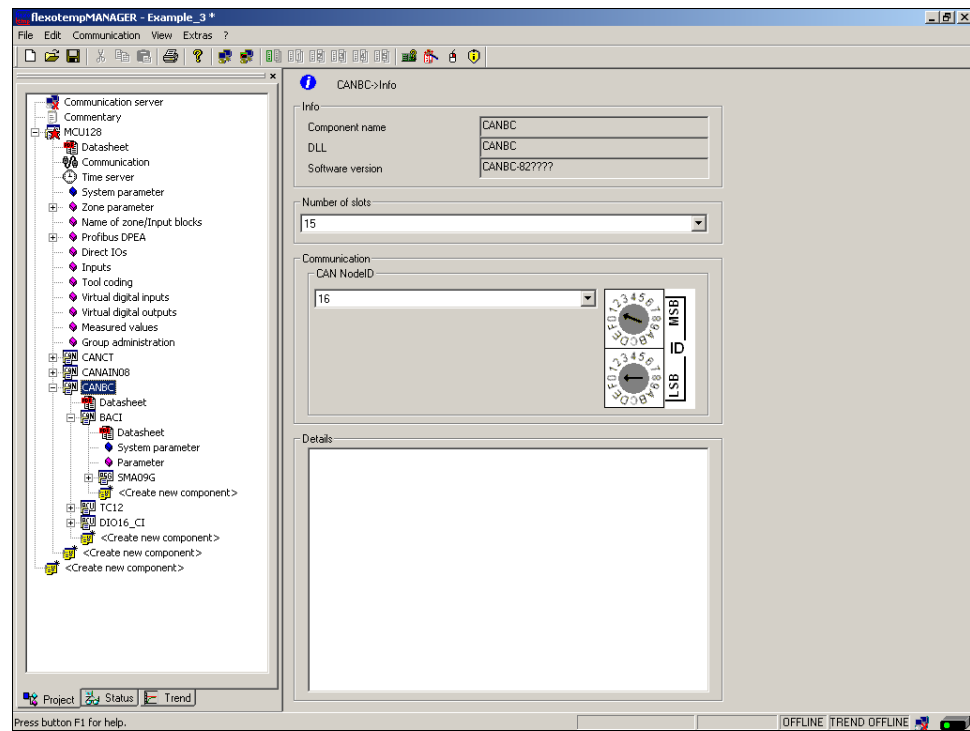 flexotempMANAGER - Example_3 *
File Edit Communication View Extras ?
Communication server
Commentary
MCU128
Datasheet
Communication
Time server
System parameter
Zone parameter
Name of zone/Input blocks
Profibus DPEA
Direct IOs
Inputs
Tool coding
Virtual digital inputs
Virtual digital outputs
Measured values
Group administration
CANCT
CANAIN08
CANBC
Datasheet
BACI
Datasheet
System parameter
Parameter
SMA09G
<Create new component>
TC12
DIO16_CI
<Create new component>
<Create new component>
<Create new component>
Project Status Trend
CANBC->Info
Info
Component name CANBC
DLL CANBC
Software version CANBC-82????
Number of slots
15
Communication
CAN NodeID
16
0123456789ABCDEF
MSB
ID
0123456789ABCDEF
LSB
Details
Press button F1 for help.
OFFLINE TREND OFFLINE